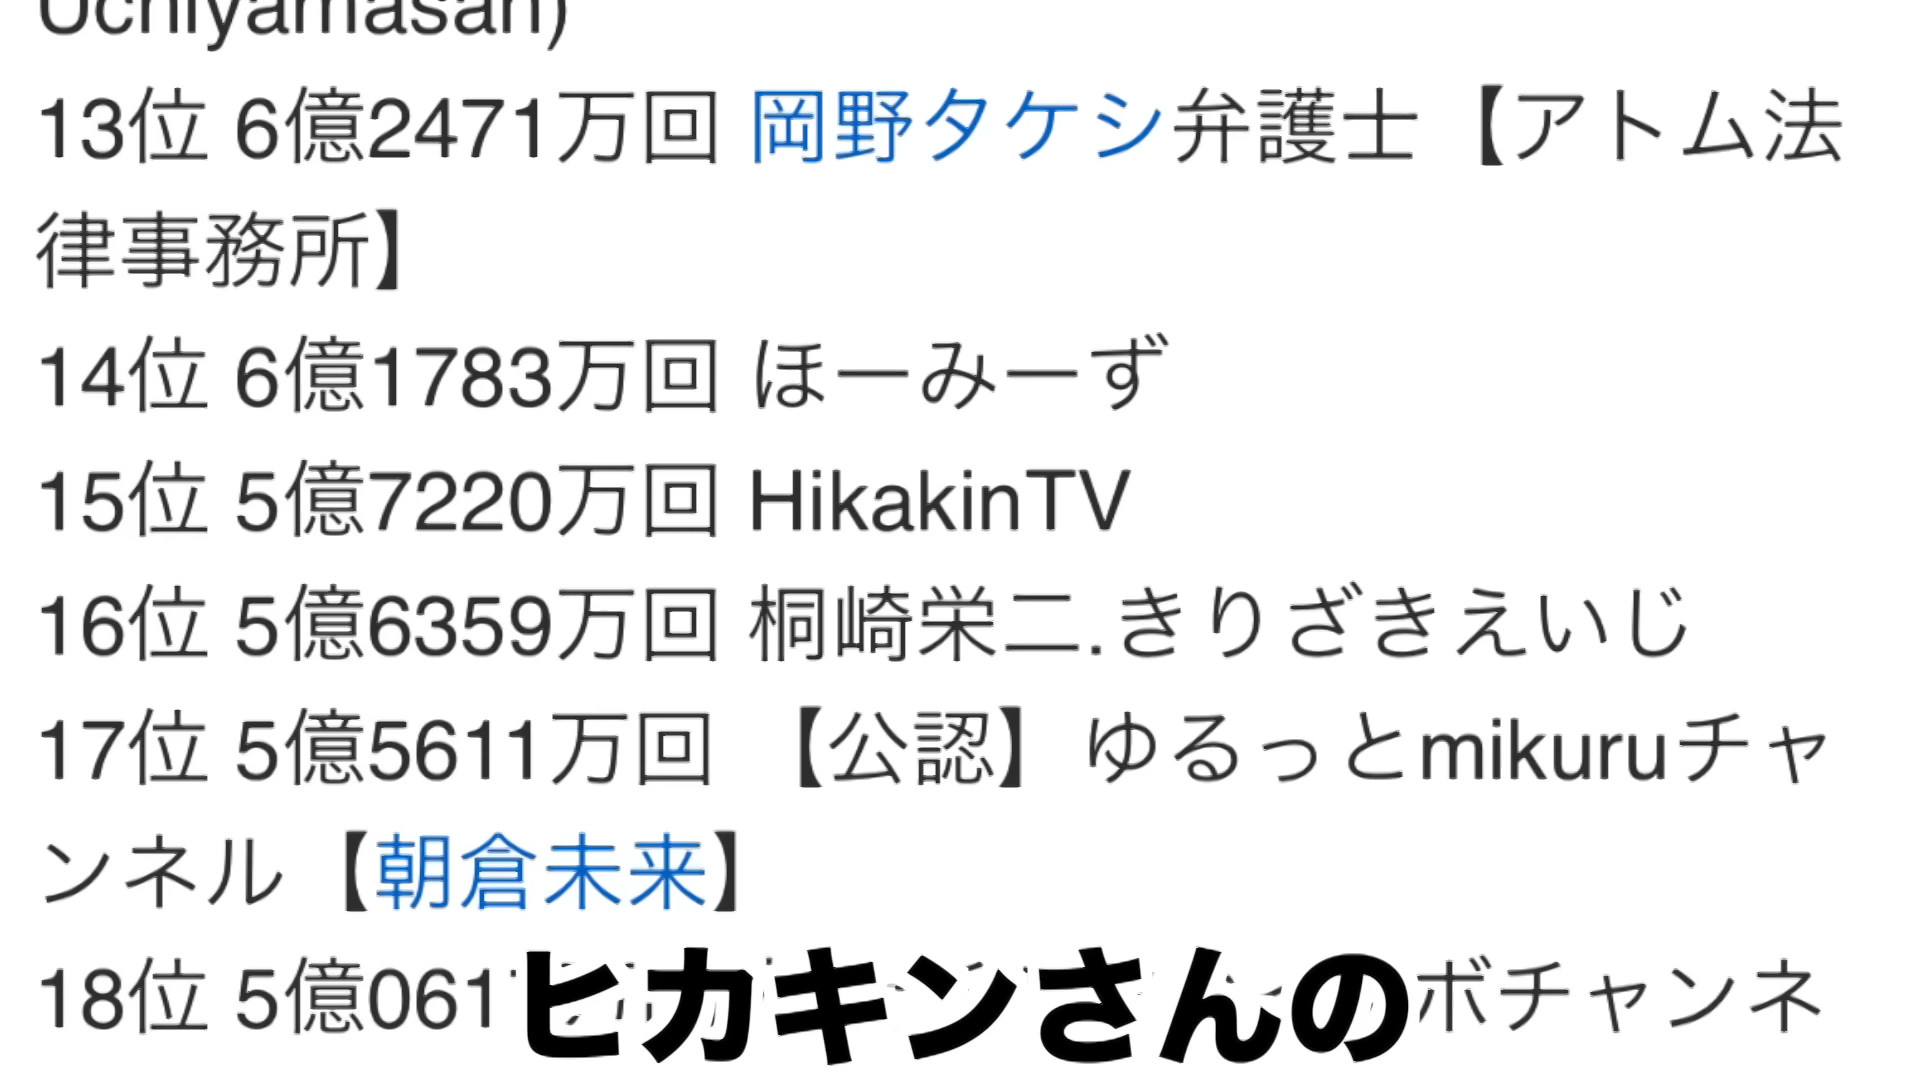 Uchiyamasan)
13位 6億2471万回 岡野タケシ弁護士【アトム法
律事務所】
14位 6億1783万回 ほーみーず
15位 5億7220万回 HikakinTV
16位 5億6359万回 桐崎栄二.きりざきえいじ
17位 5億5611万回 【公認】ゆるっとmikuruチャ
ンネル【朝倉未来】
18位 5億061 ボチャンネ
ヒカキンさんの